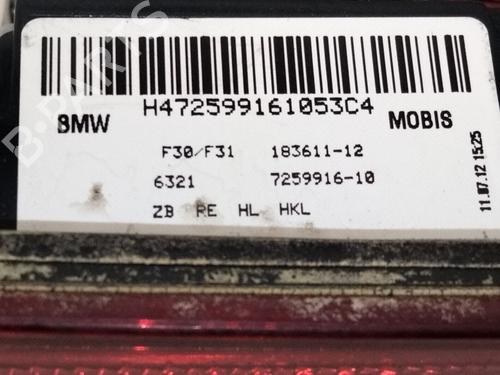 H472599161053C4
BMW MOBIS
F30/F31 183611-12
6321 7259916-10
ZB RE HL HKL
11.07.12 15:25
B-PARTS